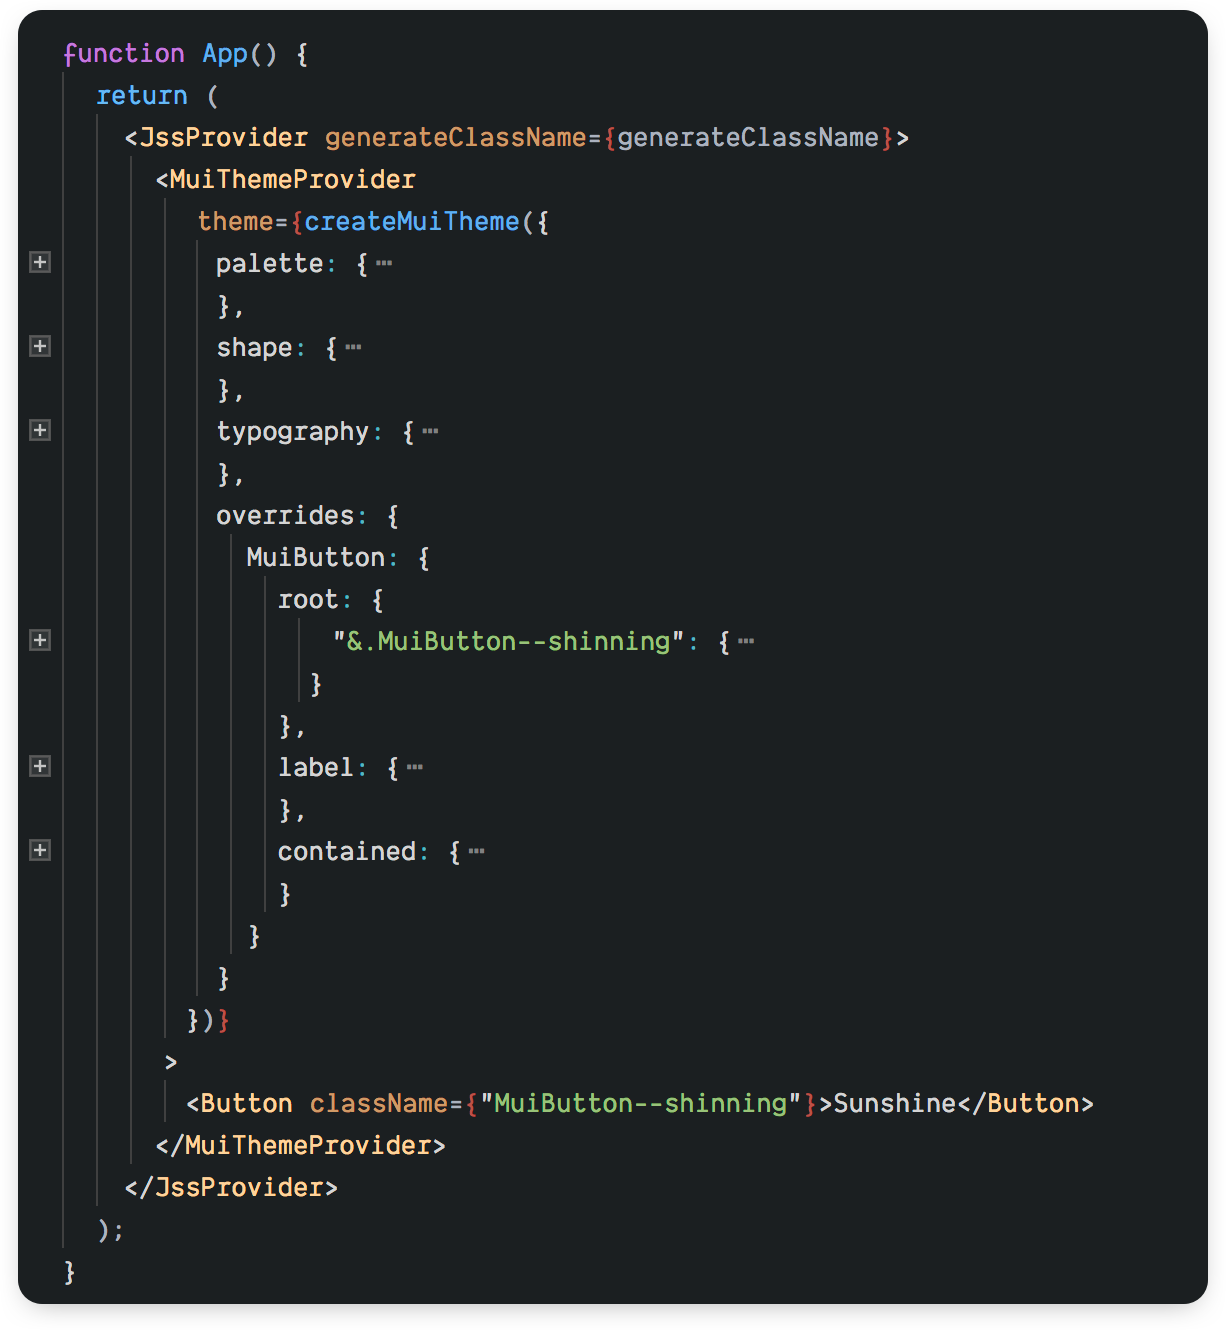 function App() {
return (
<JssProvider generateClassName={generateClassName}>
<MuiThemeProvider
theme={createMuiTheme({
palette: { ⋯
},
shape: { ⋯
},
typography: { ⋯
},
overrides: {
MuiButton: {
root: {
"&.MuiButton--shinning": { ⋯
}
},
label: { ⋯
},
contained: { ⋯
}
}
}
})}
>
<Button className={"MuiButton--shinning"}>Sunshine</Button>
</MuiThemeProvider>
</JssProvider>
);
}